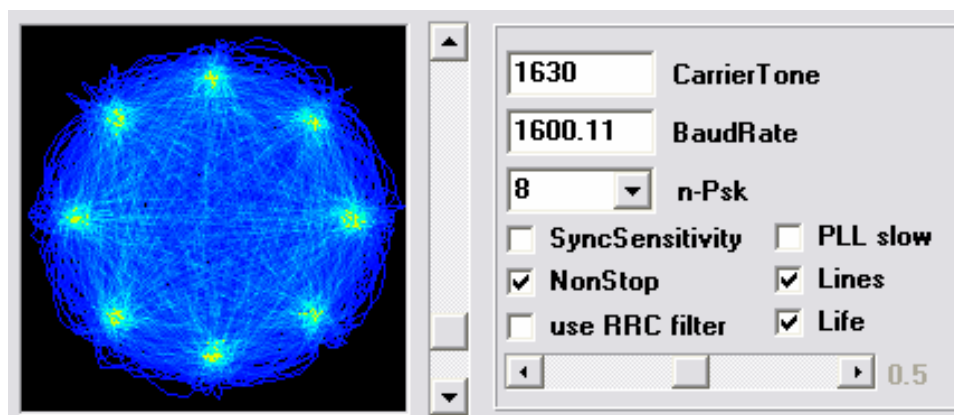 1630 CarrierTone
1600.11 BaudRate
8 n-Psk
SyncSensitivity PLL slow
NonStop Lines
use RRC filter Life
0.5